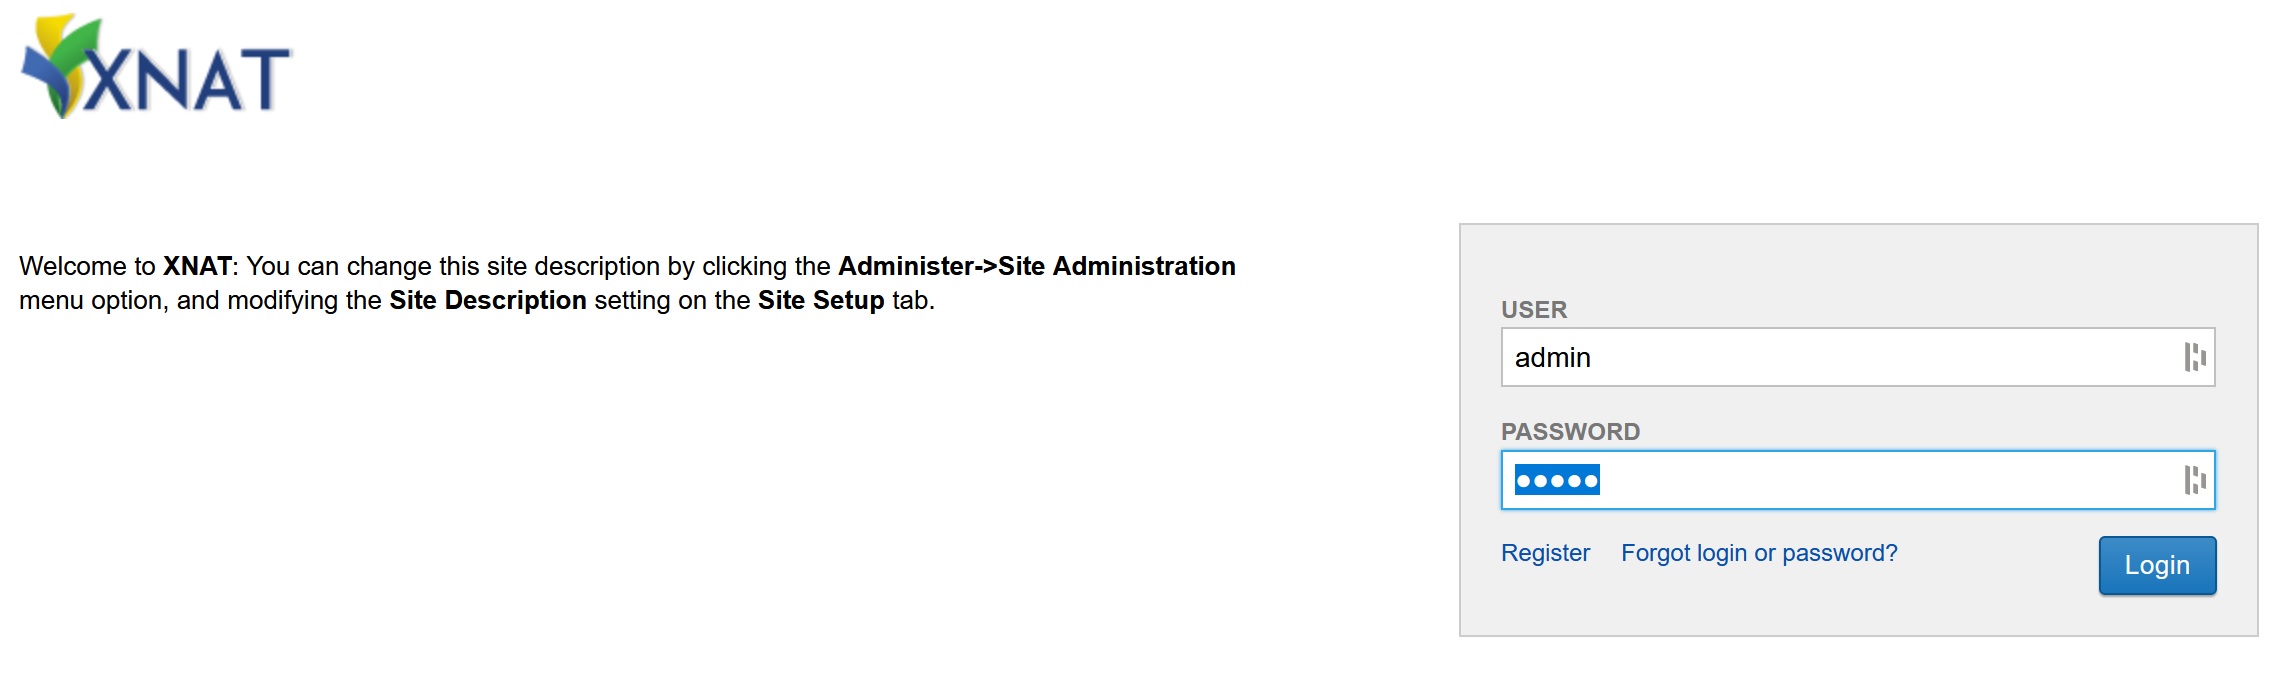 XNAT
Welcome to XNAT: You can change this site description by clicking the Administer->Site Administration
menu option, and modifying the Site Description setting on the Site Setup tab.
USER
admin
PASSWORD
●●●●●
Register Forgot login or password?
Login